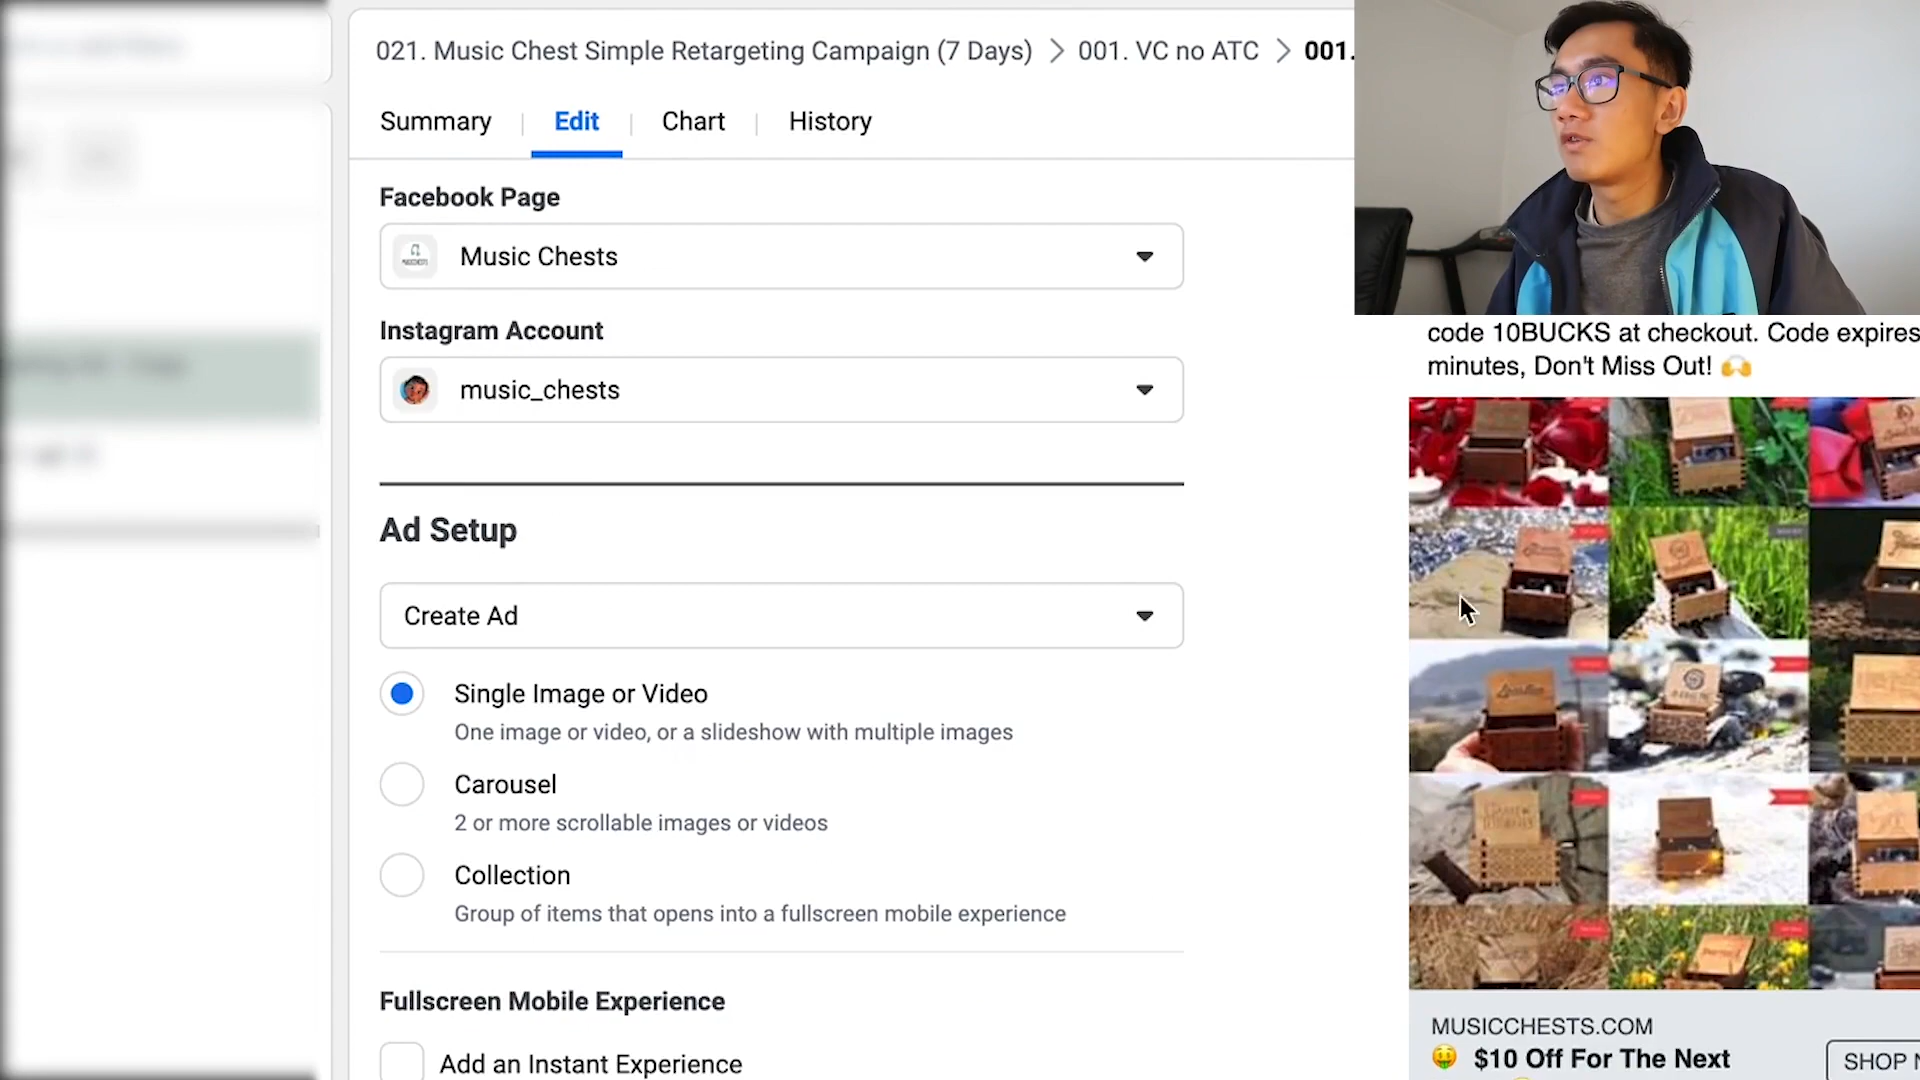 021. Music Chest Simple Retargeting Campaign (7 Days) > 001. VC no ATC > 001.
Summary | Edit | Chart | History
Facebook Page
Music Chests
Instagram Account
music_chests
Ad Setup
Create Ad
Single Image or Video
One image or video, or a slideshow with multiple images
Carousel
2 or more scrollable images or videos
Collection
Group of items that opens into a fullscreen mobile experience
Fullscreen Mobile Experience
Add an Instant Experience
code 10BUCKS at checkout. Code expires
minutes, Don't Miss Out! 🙌
MUSICCHESTS.COM
🤑 $10 Off For The Next
SHOP